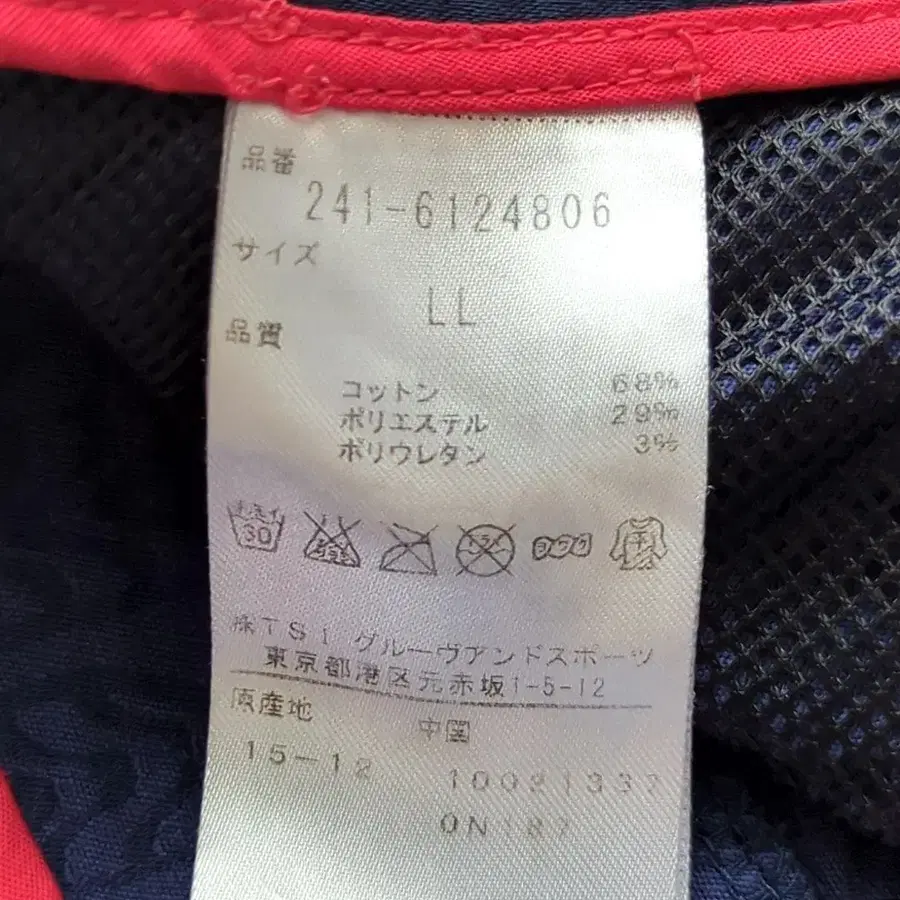 品番
241-6124806
サイズ
LL
品質
コットン 68%
ポリエステル 29%
ポリウレタン 3%
30
㈱TSI グルーヴアンドスポーツ
東京都港区元赤坂1-5-12
原産地
中国
15-12 10021337
0N187